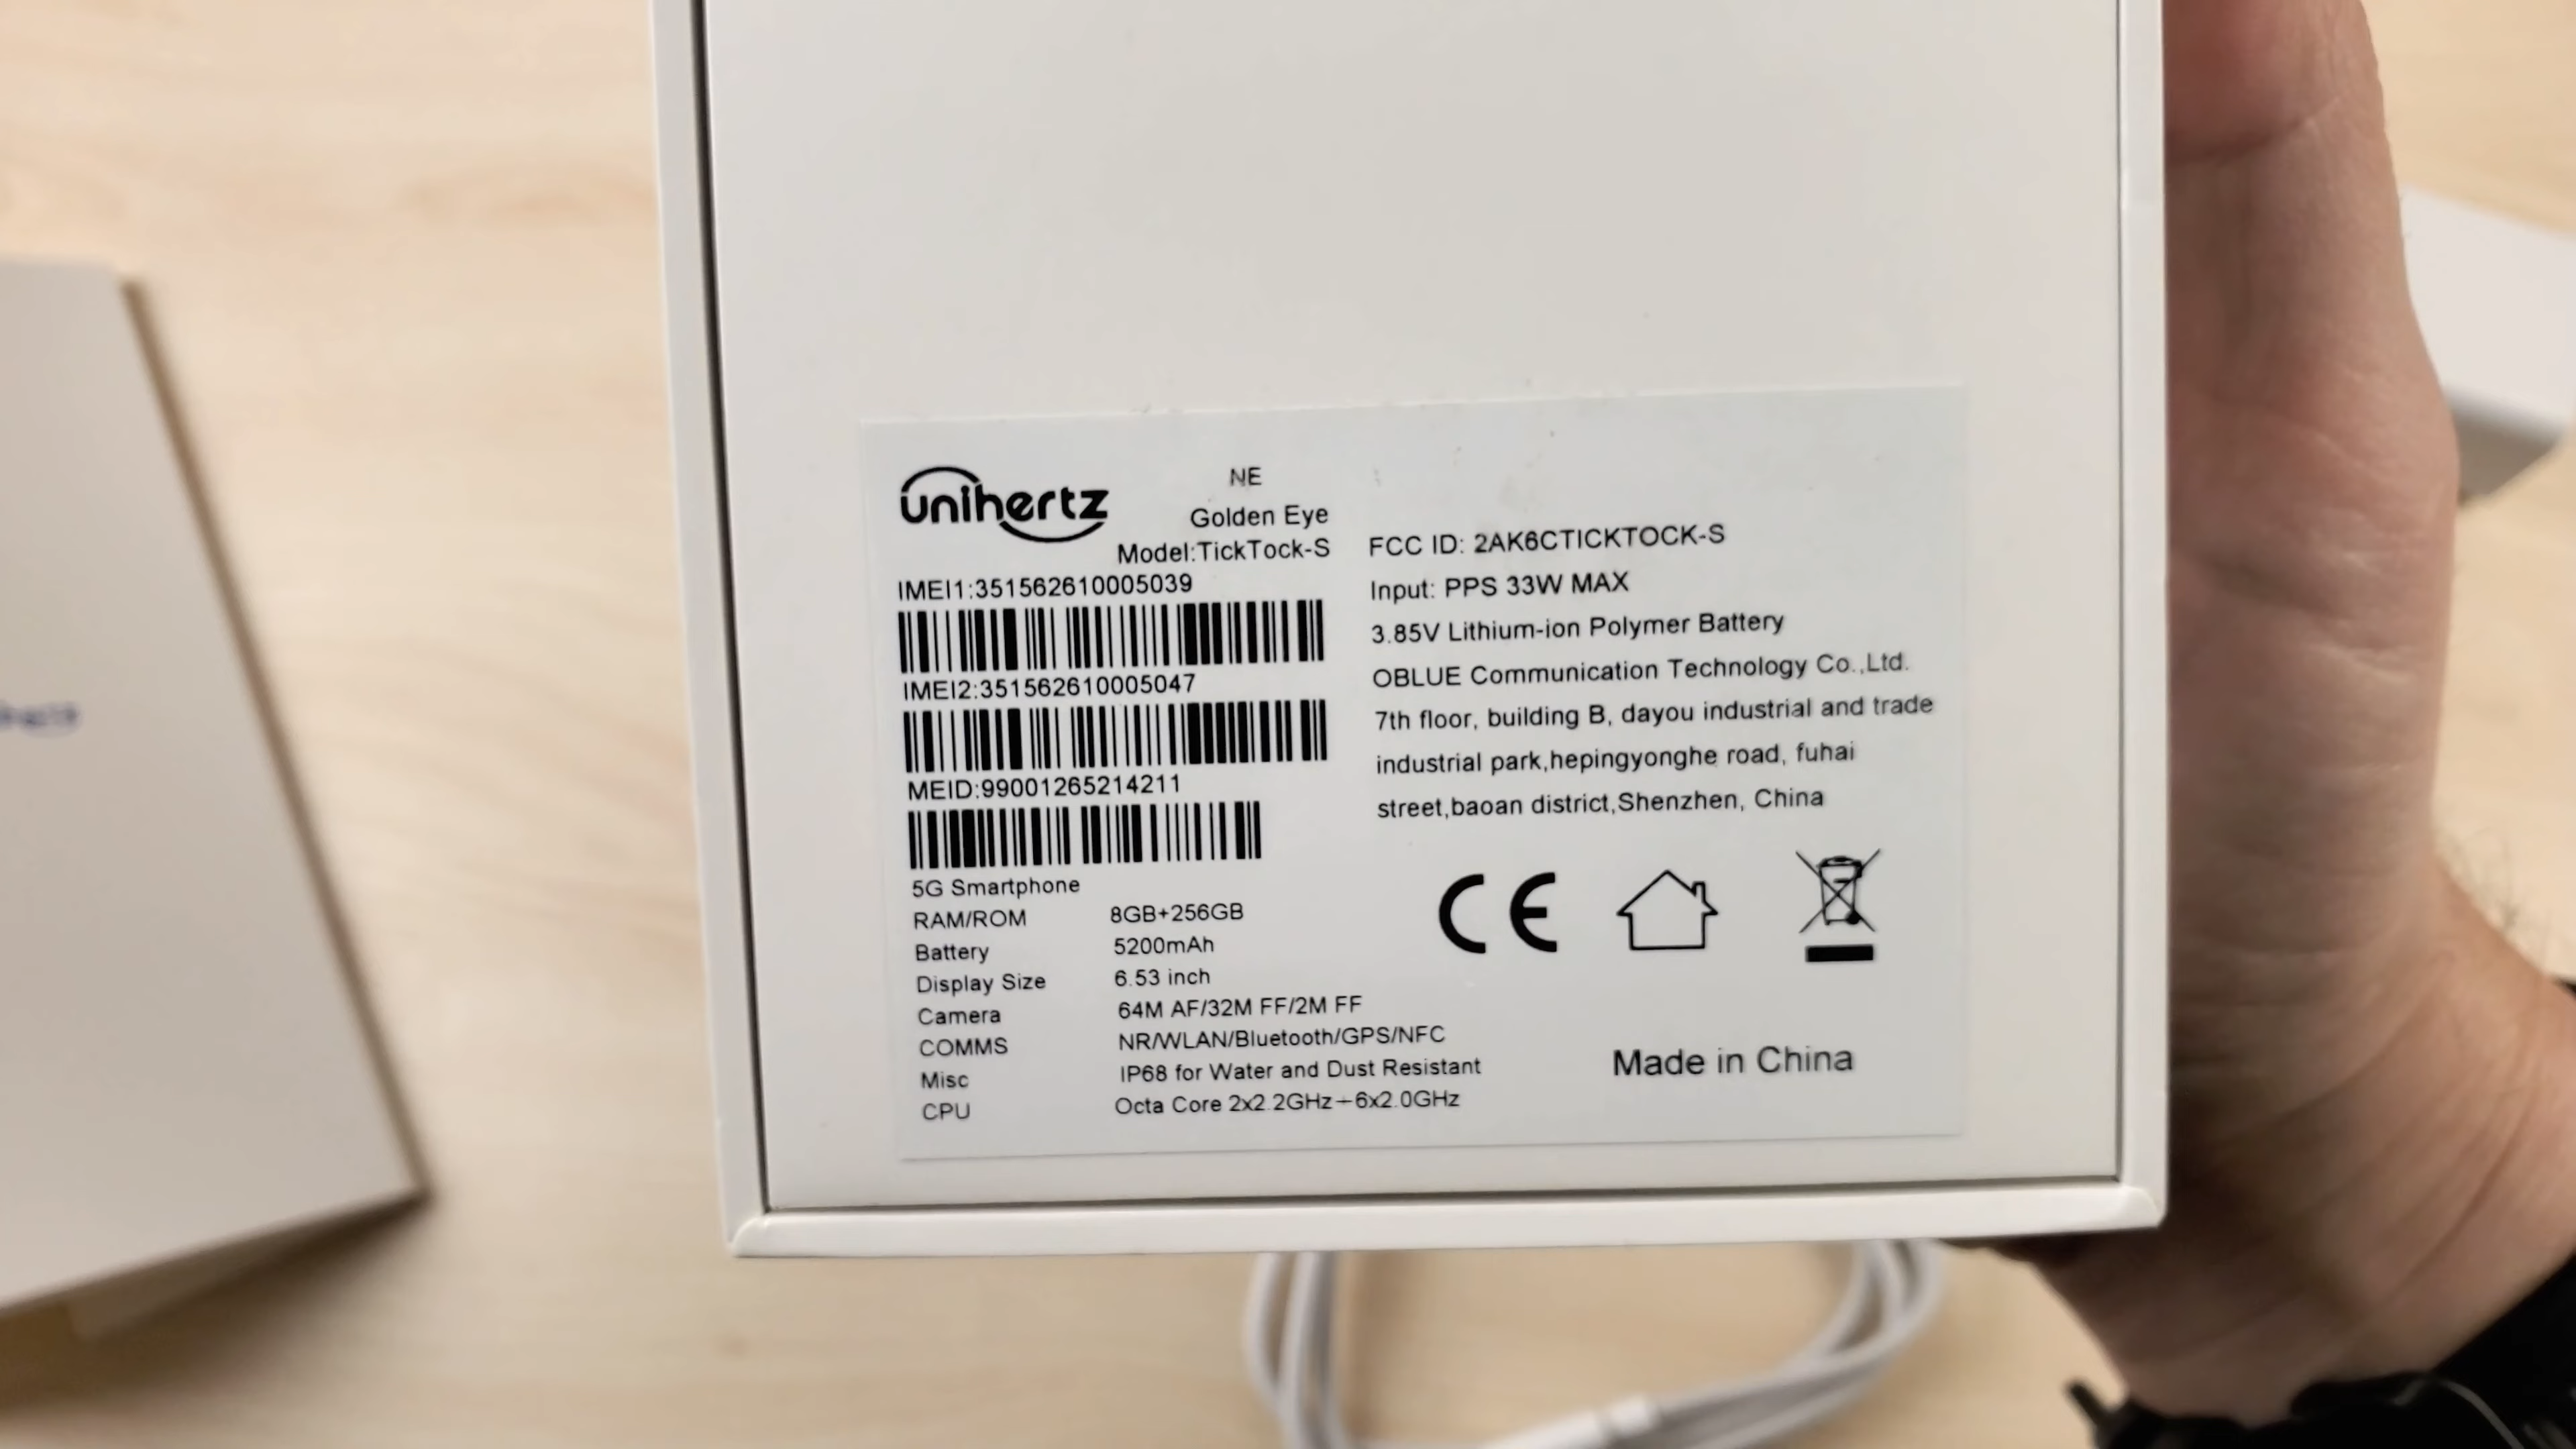 unihertz
NE
Golden Eye
Model:TickTock-S
IMEI1:351562610005039
IMEI2:351562610005047
MEID:99001265214211
5G Smartphone
RAM/ROM 8GB+256GB
Battery 5200mAh
Display Size 6.53 inch
Camera 64M AF/32M FF/2M FF
COMMS NR/WLAN/Bluetooth/GPS/NFC
Misc IP68 for Water and Dust Resistant
CPU Octa Core 2x2.2GHz+6x2.0GHz
FCC ID: 2AK6CTICKTOCK-S
Input: PPS 33W MAX
3.85V Lithium-ion Polymer Battery
OBLUE Communication Technology Co.,Ltd.
7th floor, building B, dayou industrial and trade
industrial park,hepingyonghe road, fuhai
street,baoan district,Shenzhen, China
CE
Made in China